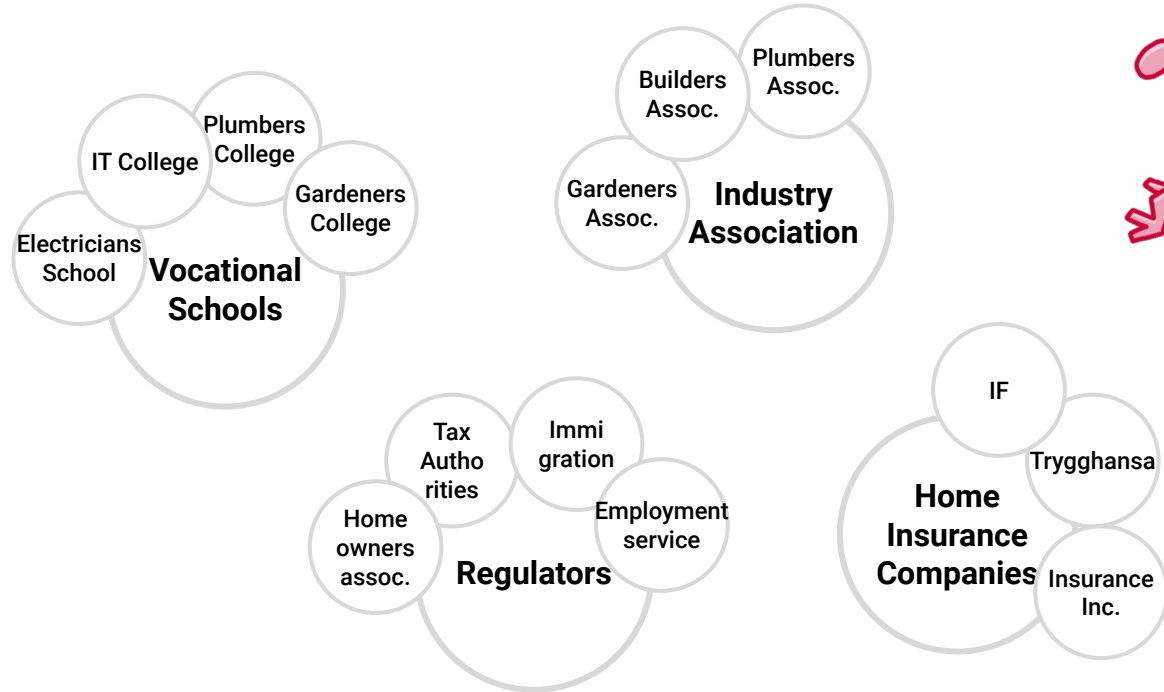 Plumbers
College
IT College
Gardeners
College
Electricians
School
Vocational
Schools
Plumbers
Assoc.
Builders
Assoc.
Gardeners
Assoc.
Industry
Association
Tax
Autho
rities
Immi
gration
Home
owners
assoc.
Employment
service
Regulators
IF
Trygghansa
Home
Insurance
Companies
Insurance
Inc.